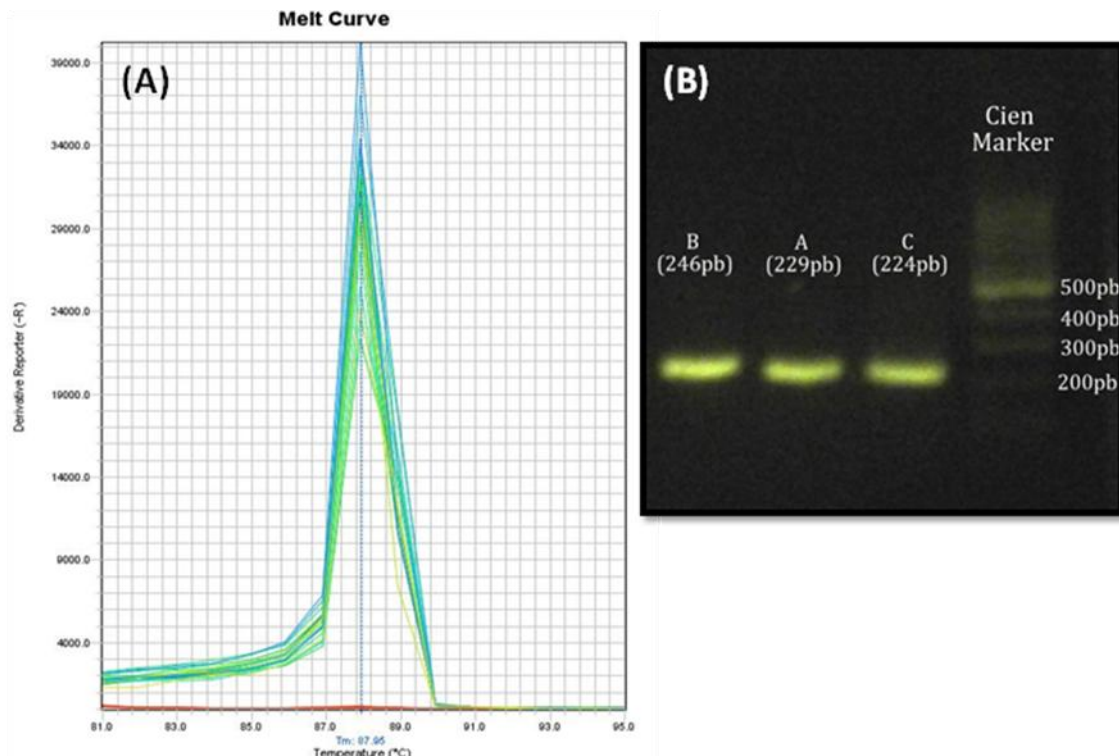 Melt Curve
(A)
39000.0
34000.0
29000.0
24000.0
19000.0
14000.0
9000.0
4000.0
Derivative Reporter (-R)
81.0 83.0 85.0 87.0 89.0 91.0 93.0 95.0
Tm: 87.95
Temperature (°C)
(B)
Cien
Marker
B
(246pb)
A
(229pb)
C
(224pb)
500pb
400pb
300pb
200pb